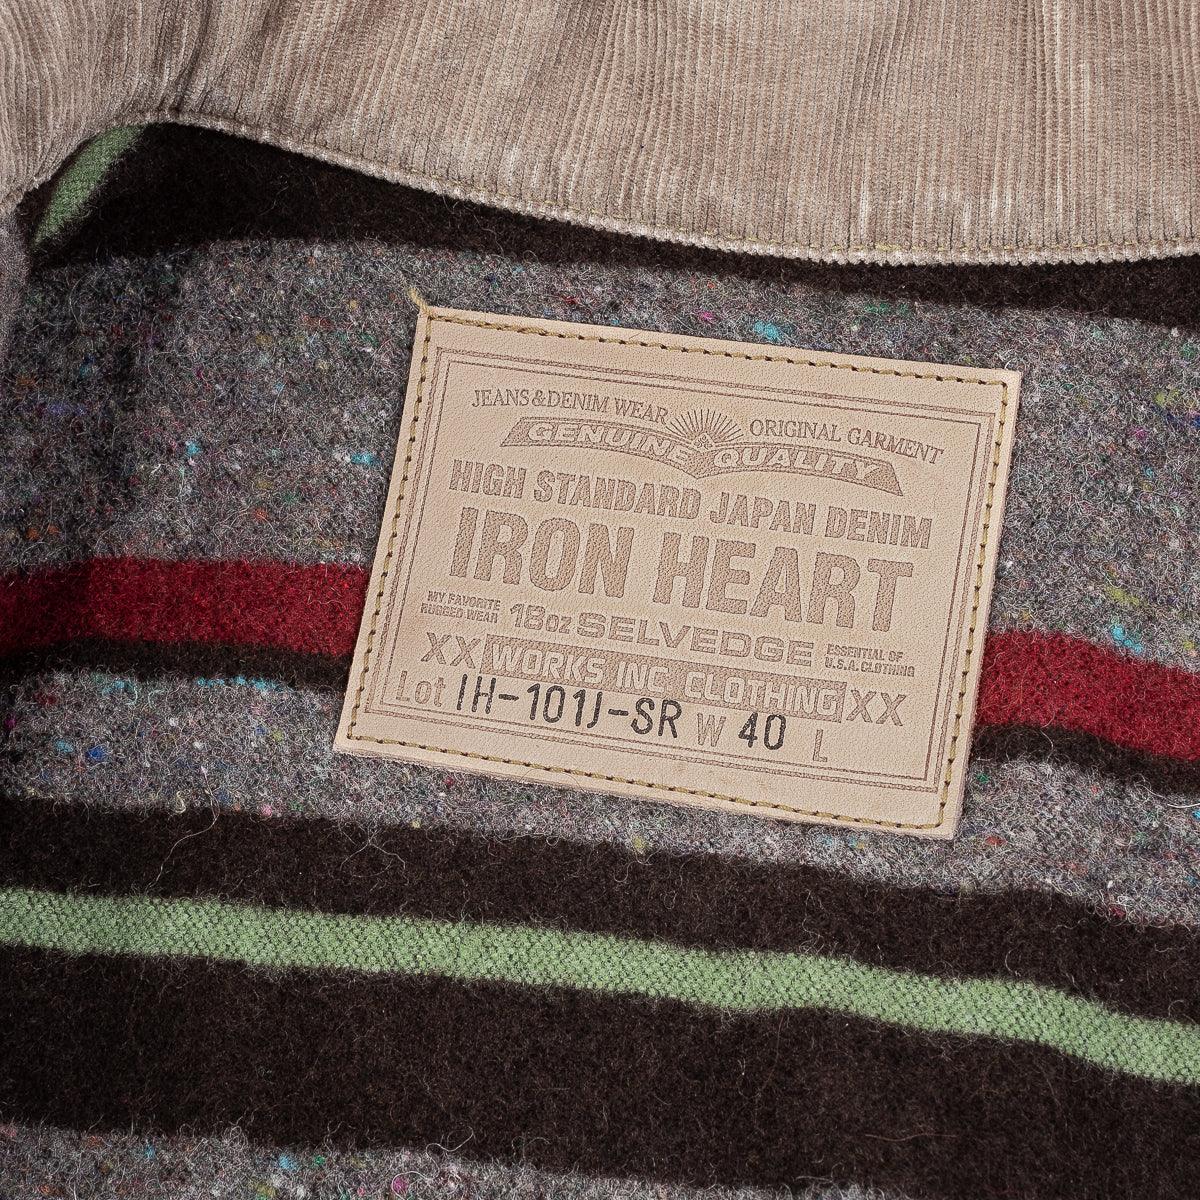 JEANS & DENIM WEAR ORIGINAL GARMENT
GENUINE QUALITY
HIGH STANDARD JAPAN DENIM
IRON HEART
MY FAVORITE
RUGGED WEAR
18oz SELVEDGE
ESSENTIAL OF
U.S.A. CLOTHING
XX WORKS INC CLOTHING XX
Lot IH-101J-SR W 40 L